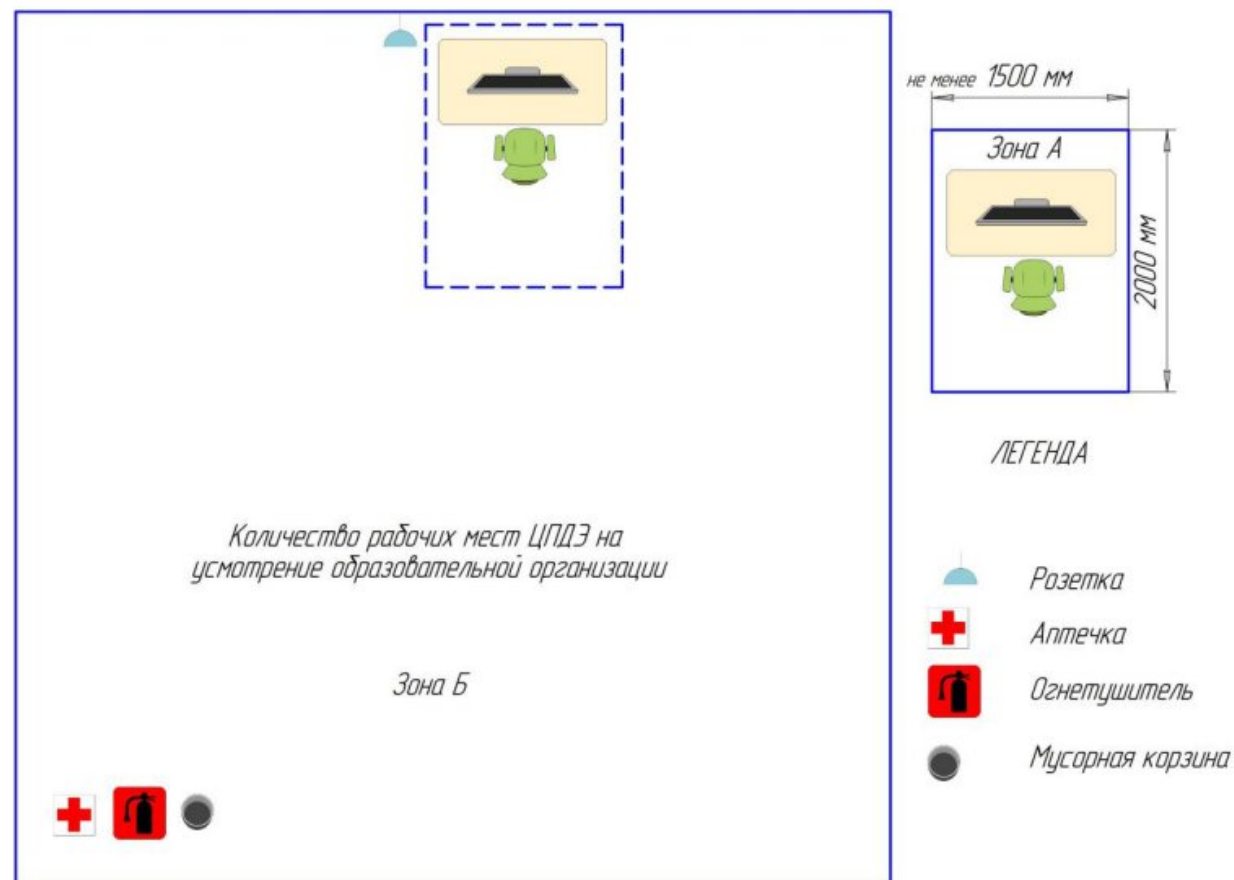 не менее 1500 мм
Зона А
2000 мм
ЛЕГЕНДА
Количество рабочих мест ЦПДЭ на
усмотрение образовательной организации
Зона Б
Розетка
Аптечка
Огнетушитель
Мусорная корзина